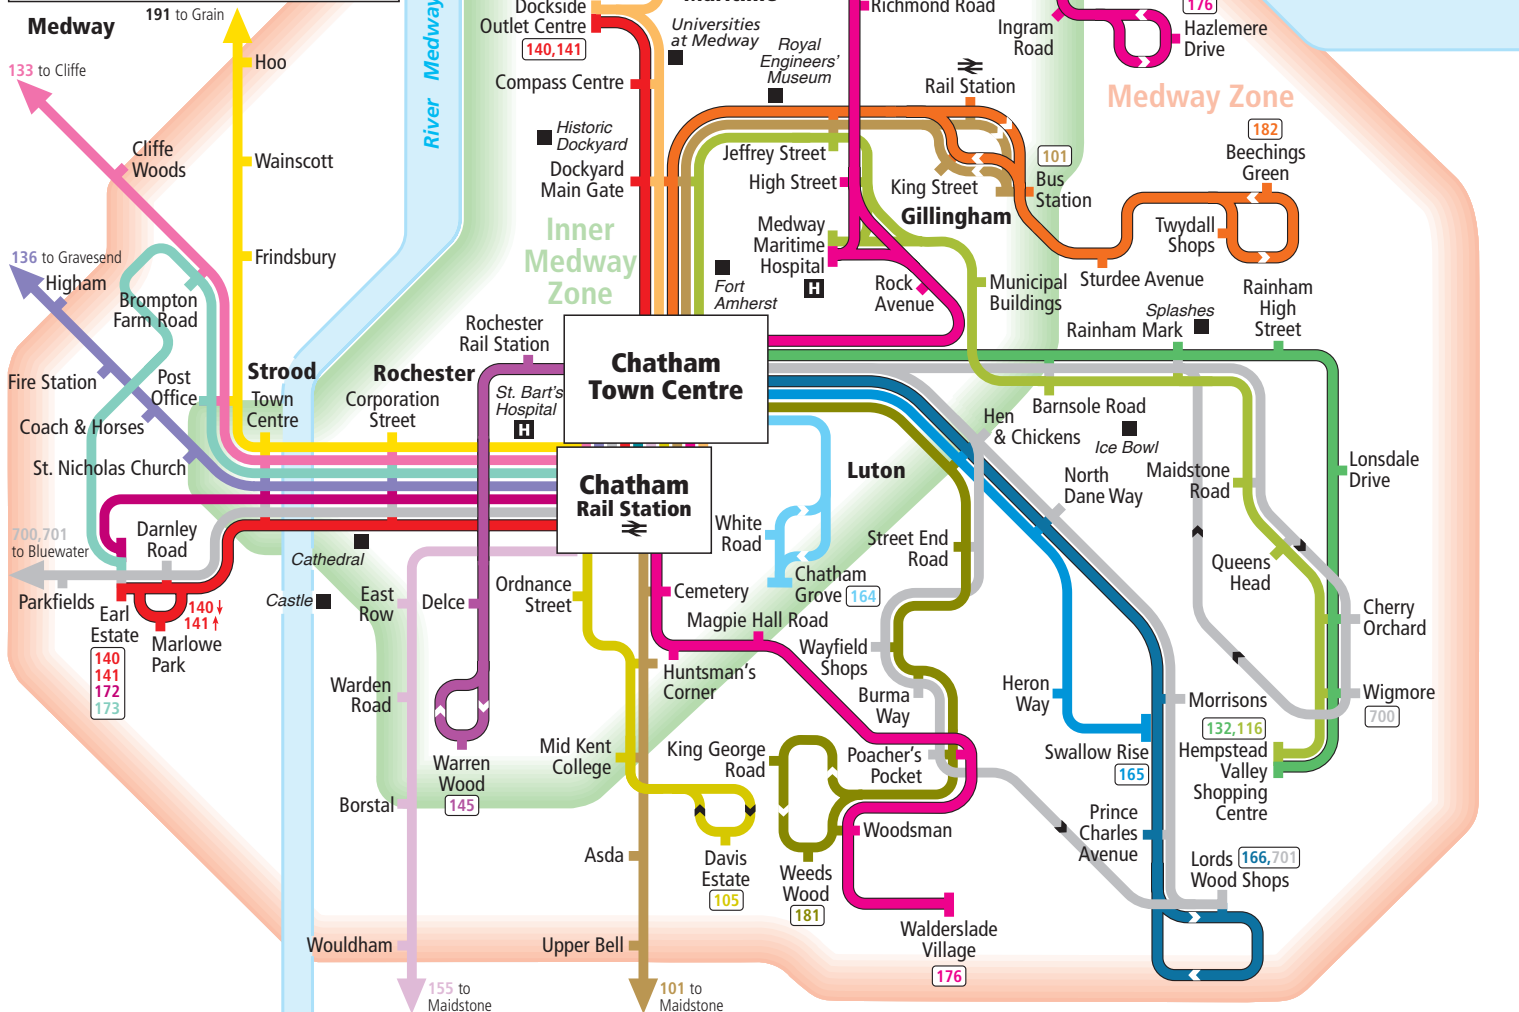 Medway
191 to Grain
Dockside
Outlet Centre
140,141
Maritime
Universities
at Medway
Richmond Road
176
Ingram
Road
Hazlemere
Drive
133 to Cliffe
Hoo
River Medway
Compass Centre
Royal
Engineers'
Museum
Rail Station
Medway Zone
Historic
Dockyard
182
Beechings
Green
Cliffe
Woods
Wainscott
Dockyard
Main Gate
Jeffrey Street
High Street
King Street
101
Bus
Station
Gillingham
Inner
Medway
Zone
Medway
Maritime
Hospital
H
Twydall
Shops
136 to Gravesend
Higham
Frindsbury
Brompton
Farm Road
Fort
Amherst
Rock
Avenue
Municipal
Buildings
Sturdee Avenue
Splashes
Rainham Mark
Rainham
High
Street
Rochester
Rail Station
Chatham
Town Centre
Fire Station
Post
Office
Strood
Town
Centre
Rochester
Corporation
Street
St. Bart's
Hospital
H
Coach & Horses
St. Nicholas Church
Barnsole Road
Hen
& Chickens
Ice Bowl
Luton
Chatham
Rail Station
North
Dane Way
Maidstone
Road
Lonsdale
Drive
700,701
to Bluewater
Darnley
Road
Cathedral
White
Road
Street End
Road
Queens
Head
Parkfields
Earl
Estate
140
141
172
173
140
141
Marlowe
Park
Castle
East
Row
Delce
Ordnance
Street
Cemetery
Chatham
Grove 164
Magpie Hall Road
Cherry
Orchard
Wayfield
Shops
Huntsman's
Corner
Warden
Road
Burma
Way
Heron
Way
Morrisons
Wigmore
700
Mid Kent
College
King George
Road
Poacher's
Pocket
Swallow Rise
165
132,116
Hempstead
Valley
Shopping
Centre
Warren
Wood
145
Borstal
Prince
Charles
Avenue
Woodsman
Asda
Davis
Estate
105
Weeds
Wood
181
Lords 166,701
Wood Shops
Wouldham
Upper Bell
Walderslade
Village
176
155 to
Maidstone
101 to
Maidstone